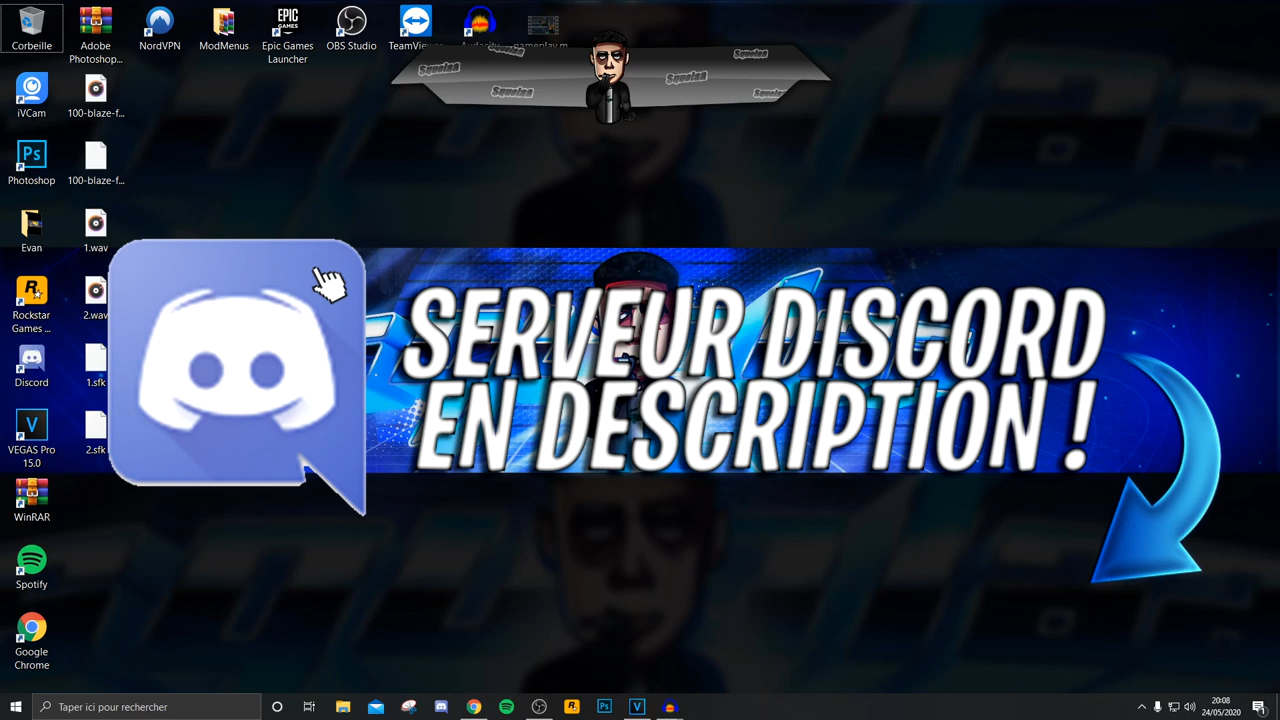 Corbeille
Adobe
Photoshop...
NordVPN
ModMenus
EPIC
GAMES
Epic Games
Launcher
OBS Studio
iVCam
100-blaze-f...
Ps
Photoshop
100-blaze-f...
Evan
1.wav
Rockstar
Games ...
2.wav
Discord
1.sfk
V
VEGAS Pro
15.0
2.sfk
WinRAR
Spotify
Google
Chrome
SERVEUR DISCORD
EN DESCRIPTION !
Taper ici pour rechercher
20:08
24/05/2020